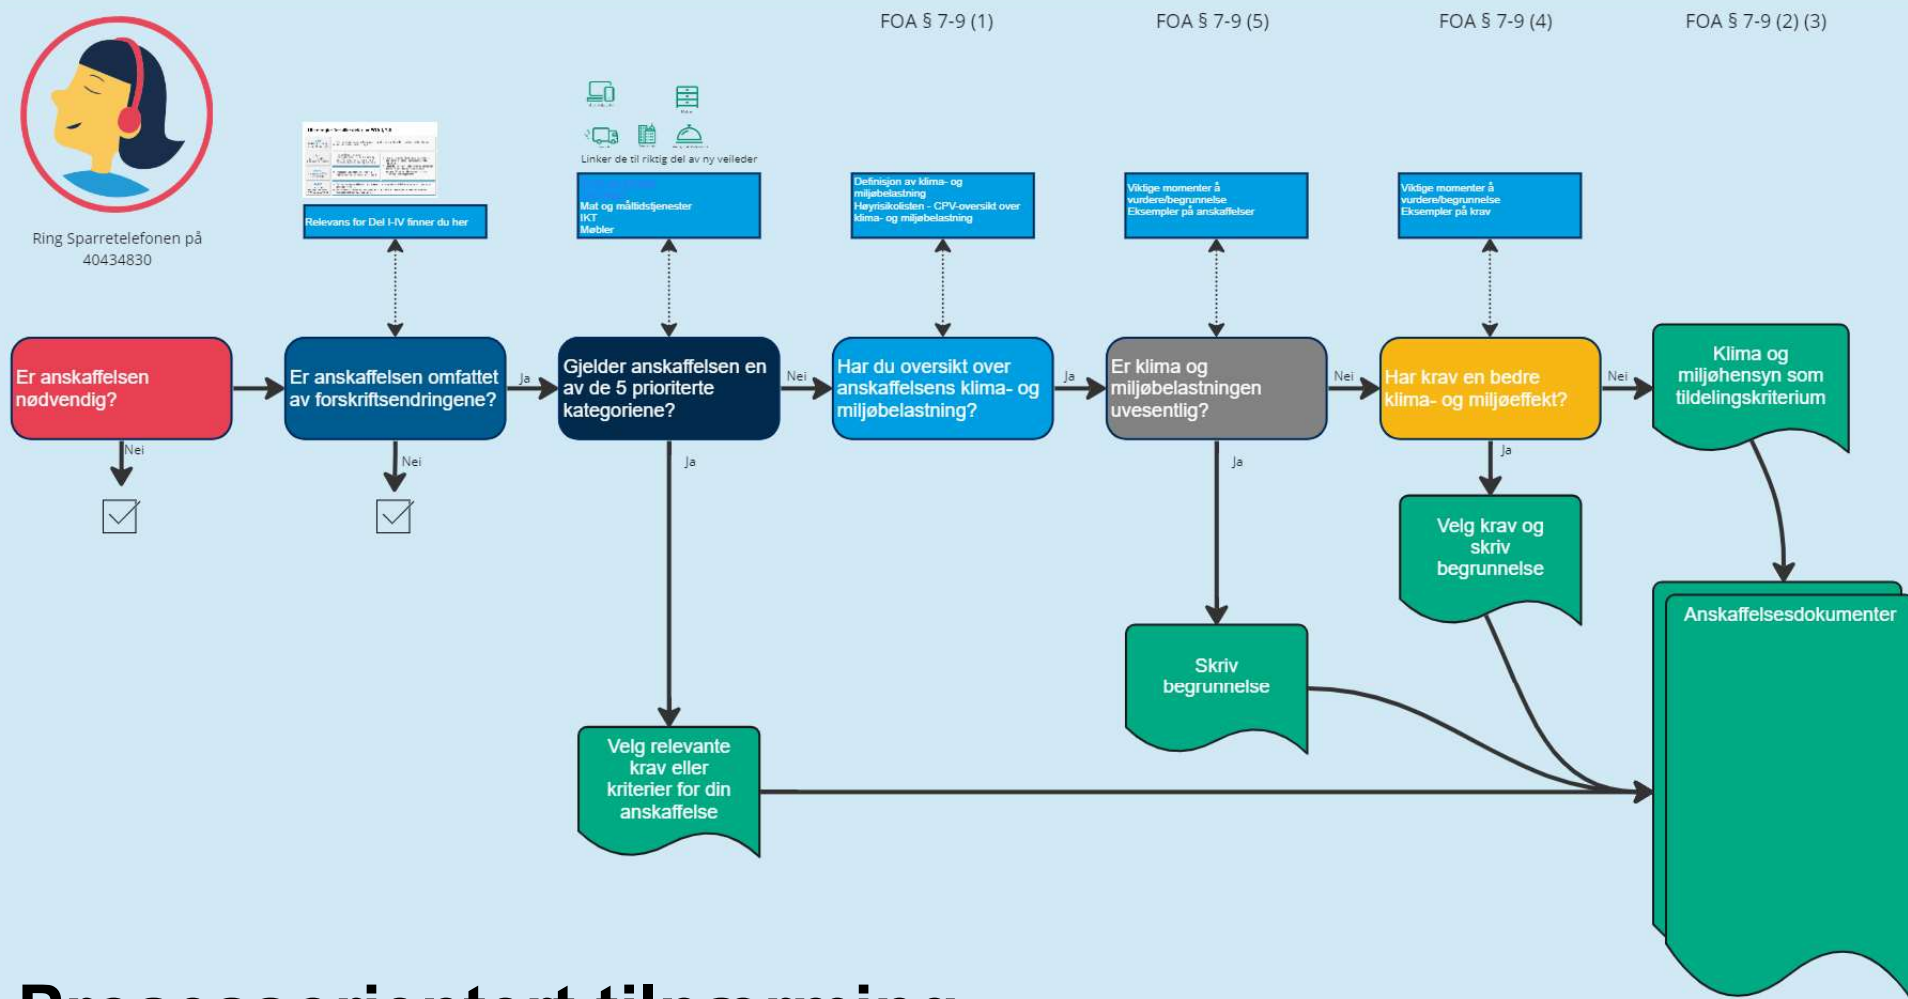 FOA § 7-9 (1)
FOA § 7-9 (5)
FOA § 7-9 (4)
FOA § 7-9 (2) (3)
Ring Sparretelefonen på
40434830
Relevans for Del I-IV finner du her
Linker de til riktig del av ny veileder
Mat og måltidstjenester
IKT
Møbler
Definisjon av klima- og
miljøbelastning
Høyrisikolisten - CPV-oversikt over
klima- og miljøbelastning
Viktige momenter å
vurdere/begrunnelse
Eksempler på anskaffelser
Viktige momenter å
vurdere/begrunnelse
Eksempler på krav
Er anskaffelsen
nødvendig?
Nei
Er anskaffelsen omfattet
av forskriftsendringene?
Ja
Nei
Gjelder anskaffelsen en
av de 5 prioriterte
kategoriene?
Nei
Ja
Har du oversikt over
anskaffelsens klima- og
miljøbelastning?
Ja
Er klima og
miljøbelastningen
uvesentlig?
Nei
Ja
Har krav en bedre
klima- og miljøeffekt?
Nei
Ja
Klima og
miljøhensyn som
tildelingskriterium
Velg krav og
skriv
begrunnelse
Skriv
begrunnelse
Velg relevante
krav eller
kriterier for din
anskaffelse
Anskaffelsesdokumenter
Prosessorientert tilnærming